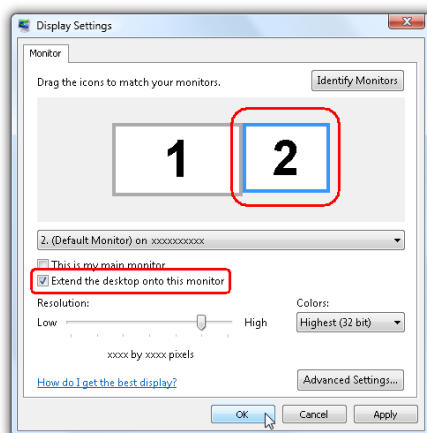 Display Settings
Monitor
Drag the icons to match your monitors.
Identify Monitors
1
2
2. (Default Monitor) on xxxxxxxxxx
This is my main monitor
Extend the desktop onto this monitor
Resolution:
Colors:
Low
High
Highest (32 bit)
xxxx by xxxx pixels
How do I get the best display?
Advanced Settings...
OK
Cancel
Apply